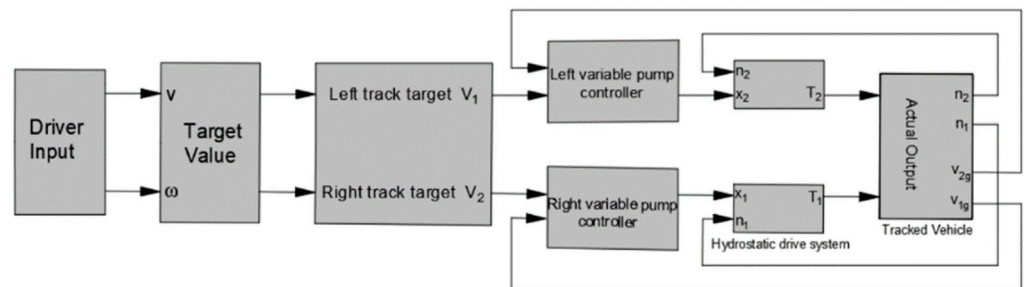 Driver
Input
v
Target
Value
ω
Left track target V₁
Right track target V₂
Left variable pump
controller
Right variable pump
controller
n₂
x₂ T₂
x₁ T₁
n₁
Hydrostatic drive system
Actual Output
n₂
n₁
v₂g
v₁g
Tracked Vehicle